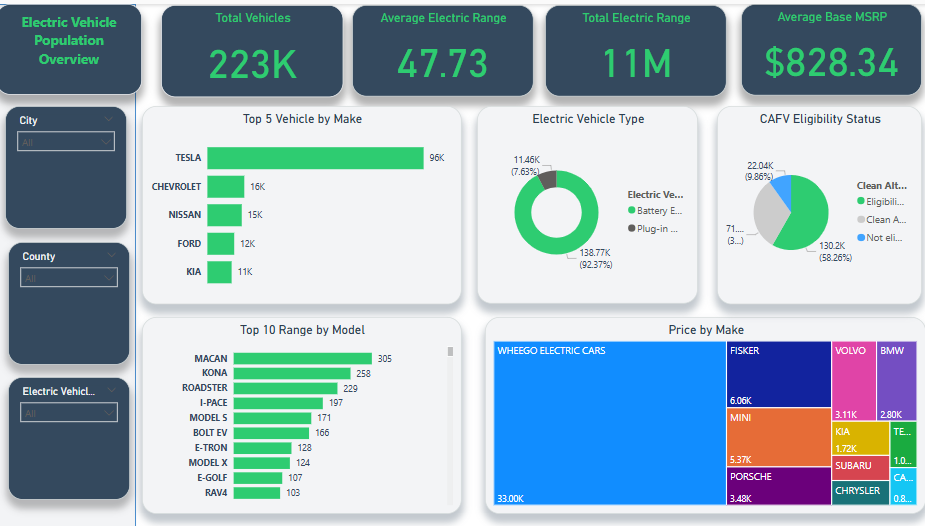 Electric Vehicle
Population
Overview
Total Vehicles
223K
Average Electric Range
47.73
Total Electric Range
11M
Average Base MSRP
$828.34
City
All
County
All
Electric Vehicl...
All
Top 5 Vehicle by Make
TESLA 96K
CHEVROLET 16K
NISSAN 15K
FORD 12K
KIA 11K
Electric Vehicle Type
11.46K
(7.63%)
138.77K
(92.37%)
Electric Ve...
Battery E...
Plug-in ...
CAFV Eligibility Status
22.04K
(9.86%)
71....
(3...)
130.2K
(58.26%)
Clean Alt...
Eligibili...
Clean A...
Not eli...
Top 10 Range by Model
MACAN 305
KONA 258
ROADSTER 229
I-PACE 197
MODEL S 171
BOLT EV 166
E-TRON 128
MODEL X 124
E-GOLF 107
RAV4 103
Price by Make
WHEEGO ELECTRIC CARS
33.00K
FISKER
6.06K
MINI
5.37K
PORSCHE
3.48K
VOLVO
3.11K
BMW
2.80K
KIA
1.72K
SUBARU
CHRYSLER
TE...
1.0...
CA...
0.8...